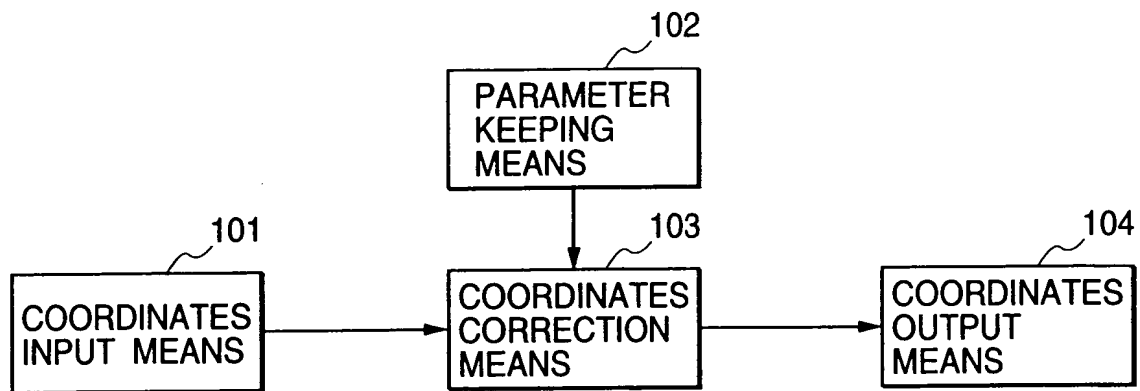 102
PARAMETER
KEEPING
MEANS
101
COORDINATES
INPUT MEANS
103
COORDINATES
CORRECTION
MEANS
104
COORDINATES
OUTPUT
MEANS